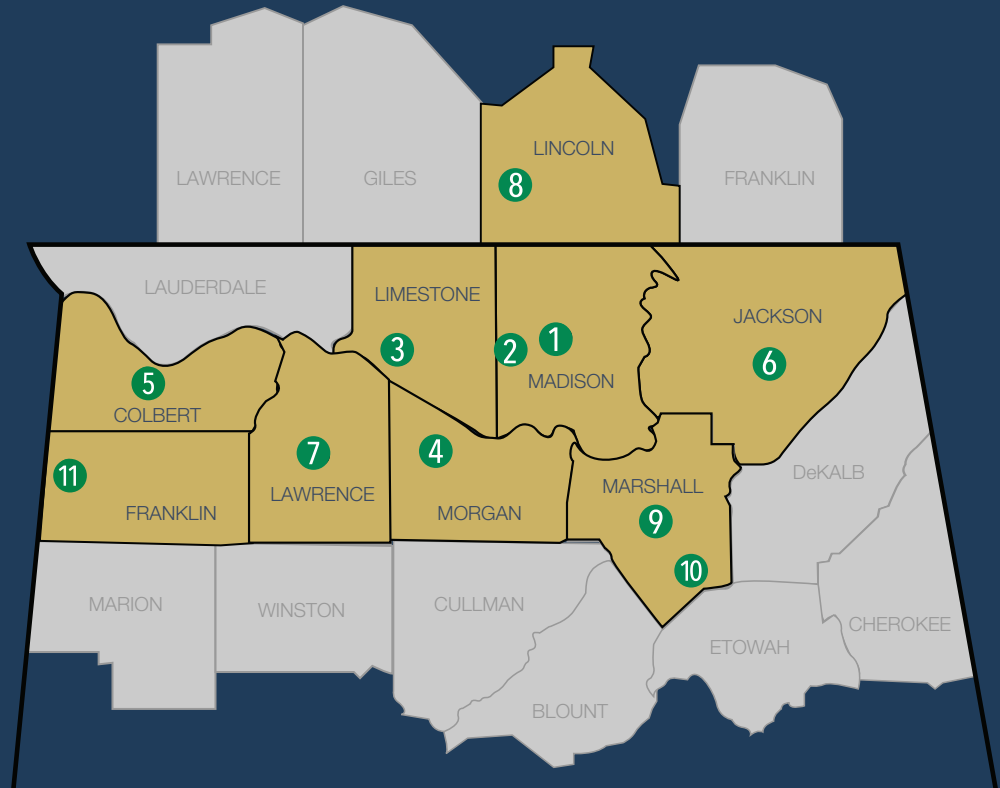 LAWRENCE
GILES
LINCOLN
8
FRANKLIN
LAUDERDALE
LIMESTONE
3
2
1
MADISON
JACKSON
6
5
COLBERT
11
FRANKLIN
7
LAWRENCE
4
MORGAN
MARSHALL
9
10
DeKALB
MARION
WINSTON
CULLMAN
BLOUNT
ETOWAH
CHEROKEE